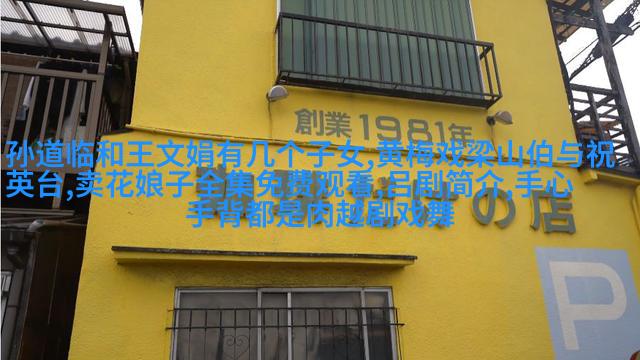 創業1981年
孙道临和王文娟有几个子女,黄梅戏梁山伯与祝
英台,卖花娘子全集免费观看,吕剧简介,手心
手背都是肉越剧戏舞
の店
P